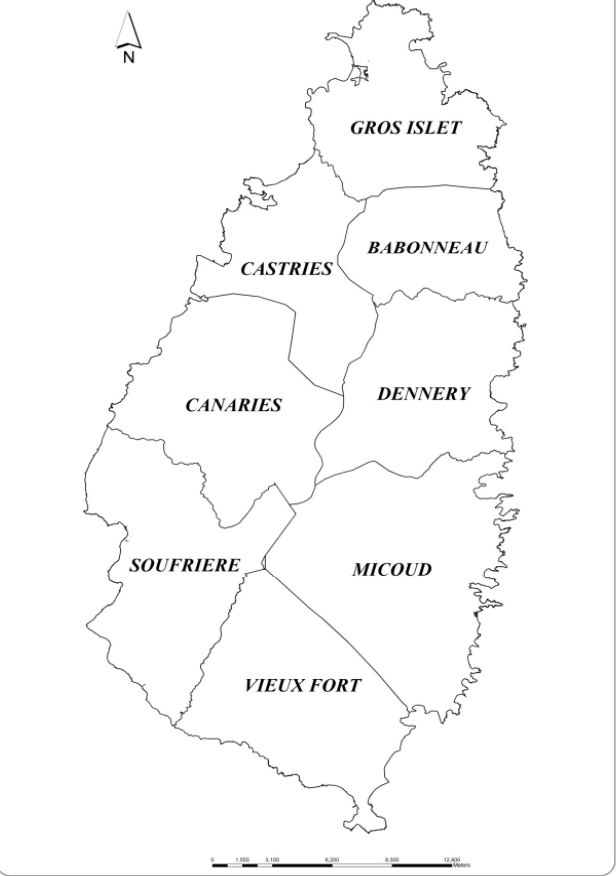 N
GROS ISLET
BABONNEAU
CASTRIES
DENNERY
CANARIES
SOUFRIERE
MICOUD
VIEUX FORT
0 1,550 3,100 6,200 9,300 12,400
Meters